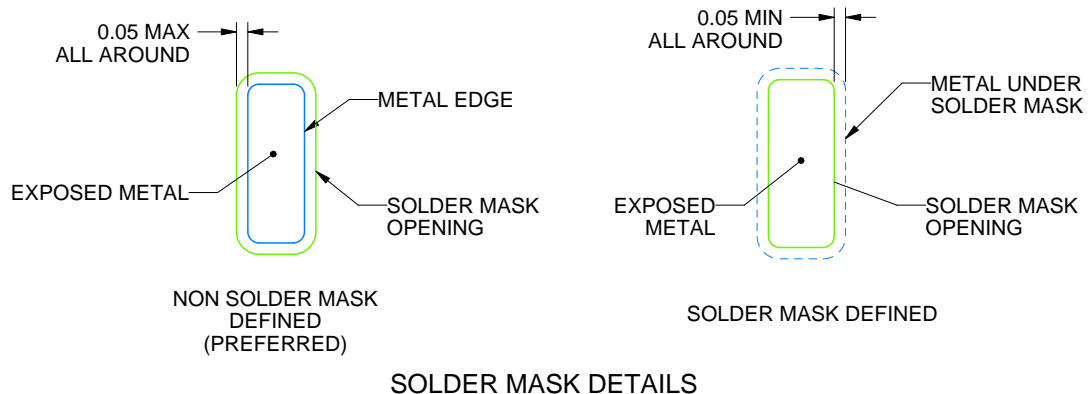 0.05 MAX
ALL AROUND
METAL EDGE
EXPOSED METAL
SOLDER MASK
OPENING
NON SOLDER MASK
DEFINED
(PREFERRED)
0.05 MIN
ALL AROUND
METAL UNDER
SOLDER MASK
EXPOSED
METAL
SOLDER MASK
OPENING
SOLDER MASK DEFINED
SOLDER MASK DETAILS